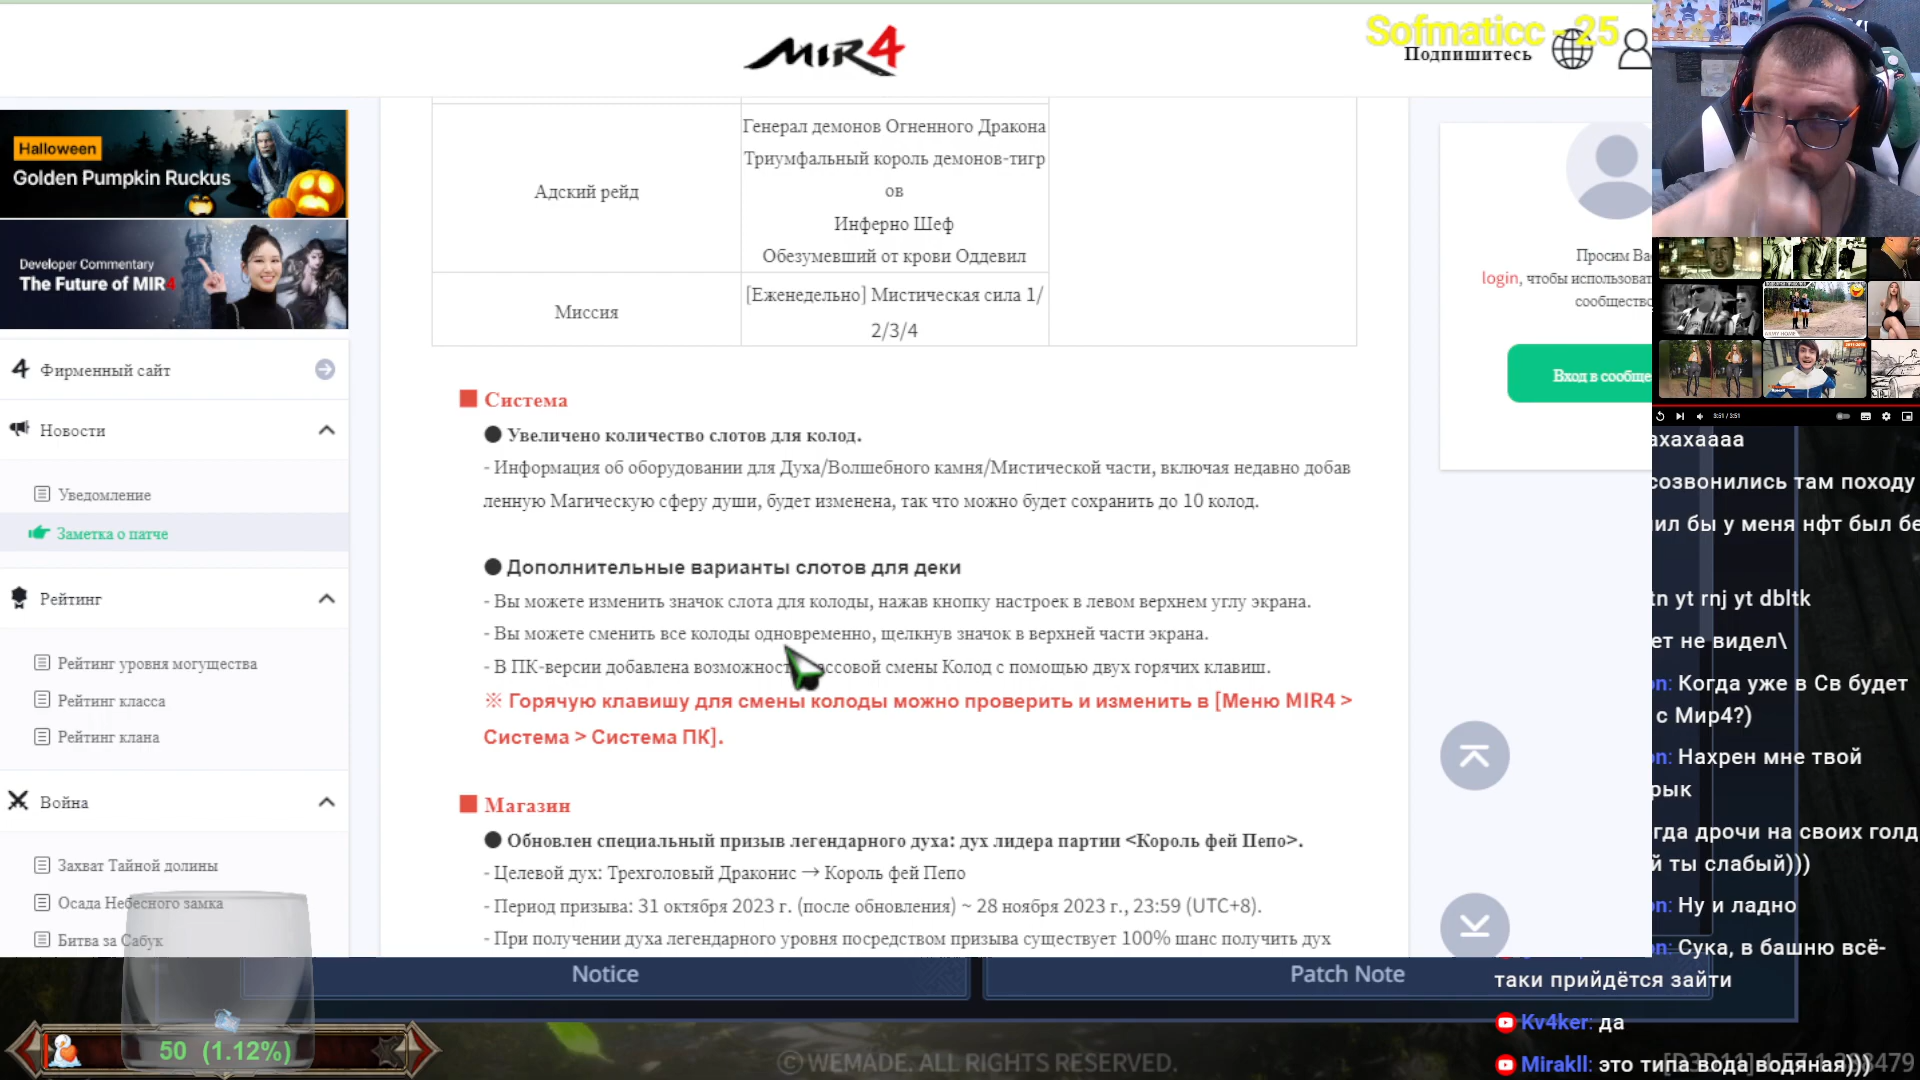 MIR4
Sofmaticc - 25
Подпишитесь
Halloween
Golden Pumpkin Ruckus
Developer Commentary
The Future of MIR4
Фирменный сайт
Новости
Уведомление
Заметка о патче
Рейтинг
Рейтинг уровня могущества
Рейтинг класса
Рейтинг клана
Война
Захват Тайной долины
Осада Небесного замка
Битва за Сабук
Адский рейд
Генерал демонов Огненного Дракона
Триумфальный король демонов-тигр
ов
Инферно Шеф
Обезумевший от крови Оддевил
Миссия
[Еженедельно] Мистическая сила 1/
2/3/4
Система
● Увеличено количество слотов для колод.
- Информация об оборудовании для Духа/Волшебного камня/Мистической части, включая недавно добав
ленную Магическую сферу души, будет изменена, так что можно будет сохранить до 10 колод.
● Дополнительные варианты слотов для деки
- Вы можете изменить значок слота для колоды, нажав кнопку настроек в левом верхнем углу экрана.
- Вы можете сменить все колоды одновременно, щелкнув значок в верхней части экрана.
- В ПК-версии добавлена возможност ассовой смены Колод с помощью двух горячих клавиш.
※ Горячую клавишу для смены колоды можно проверить и изменить в [Меню MIR4 >
Система > Система ПК].
Магазин
● Обновлен специальный призыв легендарного духа: дух лидера партии <Король фей Пепо>.
- Целевой дух: Трехголовый Драконис → Король фей Пепо
- Период призыва: 31 октября 2023 г. (после обновления) ~ 28 ноября 2023 г., 23:59 (UTC+8).
- При получении духа легендарного уровня посредством призыва существует 100% шанс получить дух
Просим Ва
login, чтобы использоват
сообществ
Вход в сообще
3:51 / 3:51
ахахаааа
созвонились там походу
ил бы у меня нфт был бе
tn yt rnj yt dbltk
ет не видел\
on: Когда уже в Св будет
с Мир4?)
on: Нахрен мне твой
рык
гда дрочи на своих голд
й ты слабый)))
on: Ну и ладно
on: Сука, в башню всё-
таки прийдётся зайти
Kv4ker: да
Mirakll: это типа вода водяная)))
Notice
Patch Note
50 (1.12%)
©WEMADE. ALL RIGHTS RESERVED.